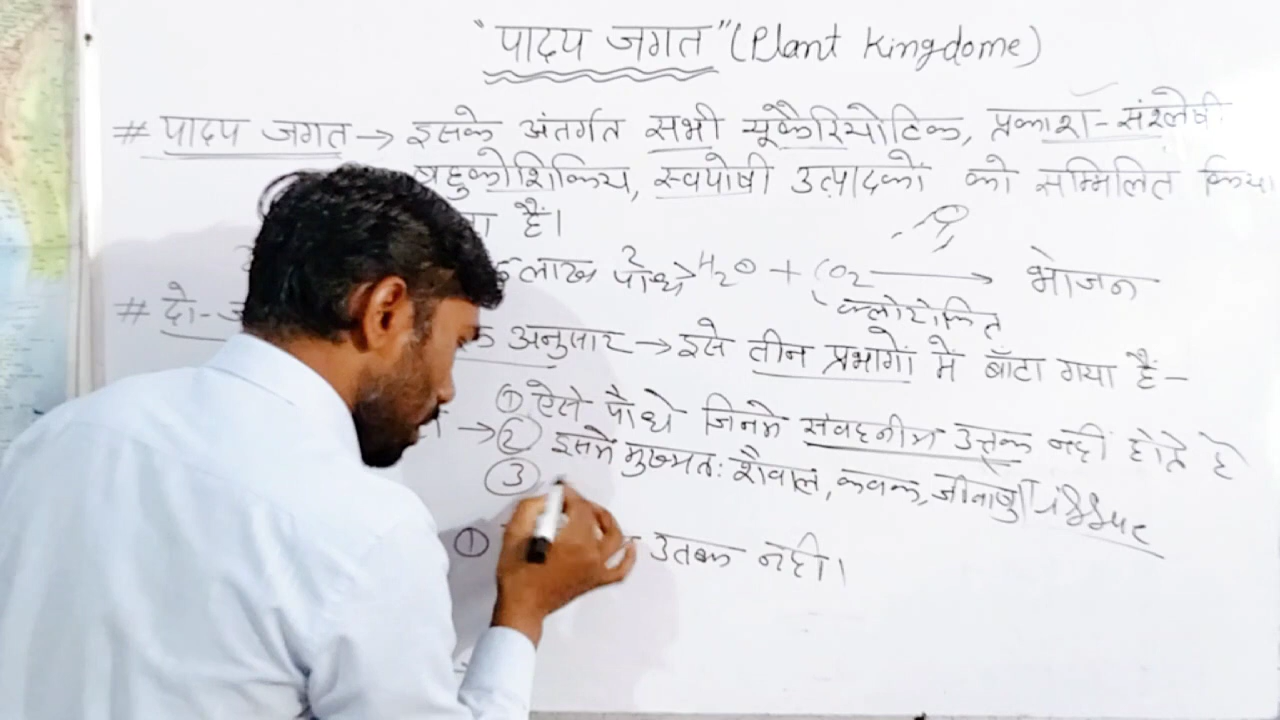 "पादप जगत" (Plant Kingdome)
# पादप जगत → इसके अंतर्गत सभी यूकैरियोटिक, प्रकाश-संश्लेषी
बहुकोशिकिय, स्वपोषी उत्पादकों को सम्मिलित किया
हैं।
लाख पौधे H2O + CO2 → भोजन
क्लोरोफिल
# दो- अनुसार → इसे तीन प्रभागों में बाँटा गया हैं-
① ऐसे पौधे जिनमे संवहनीय उत्तक नहीं होते है
→ ② इसमें मुख्यत: शैवाल, कवक, जीवाणु Tissue
③
① उतक नही।